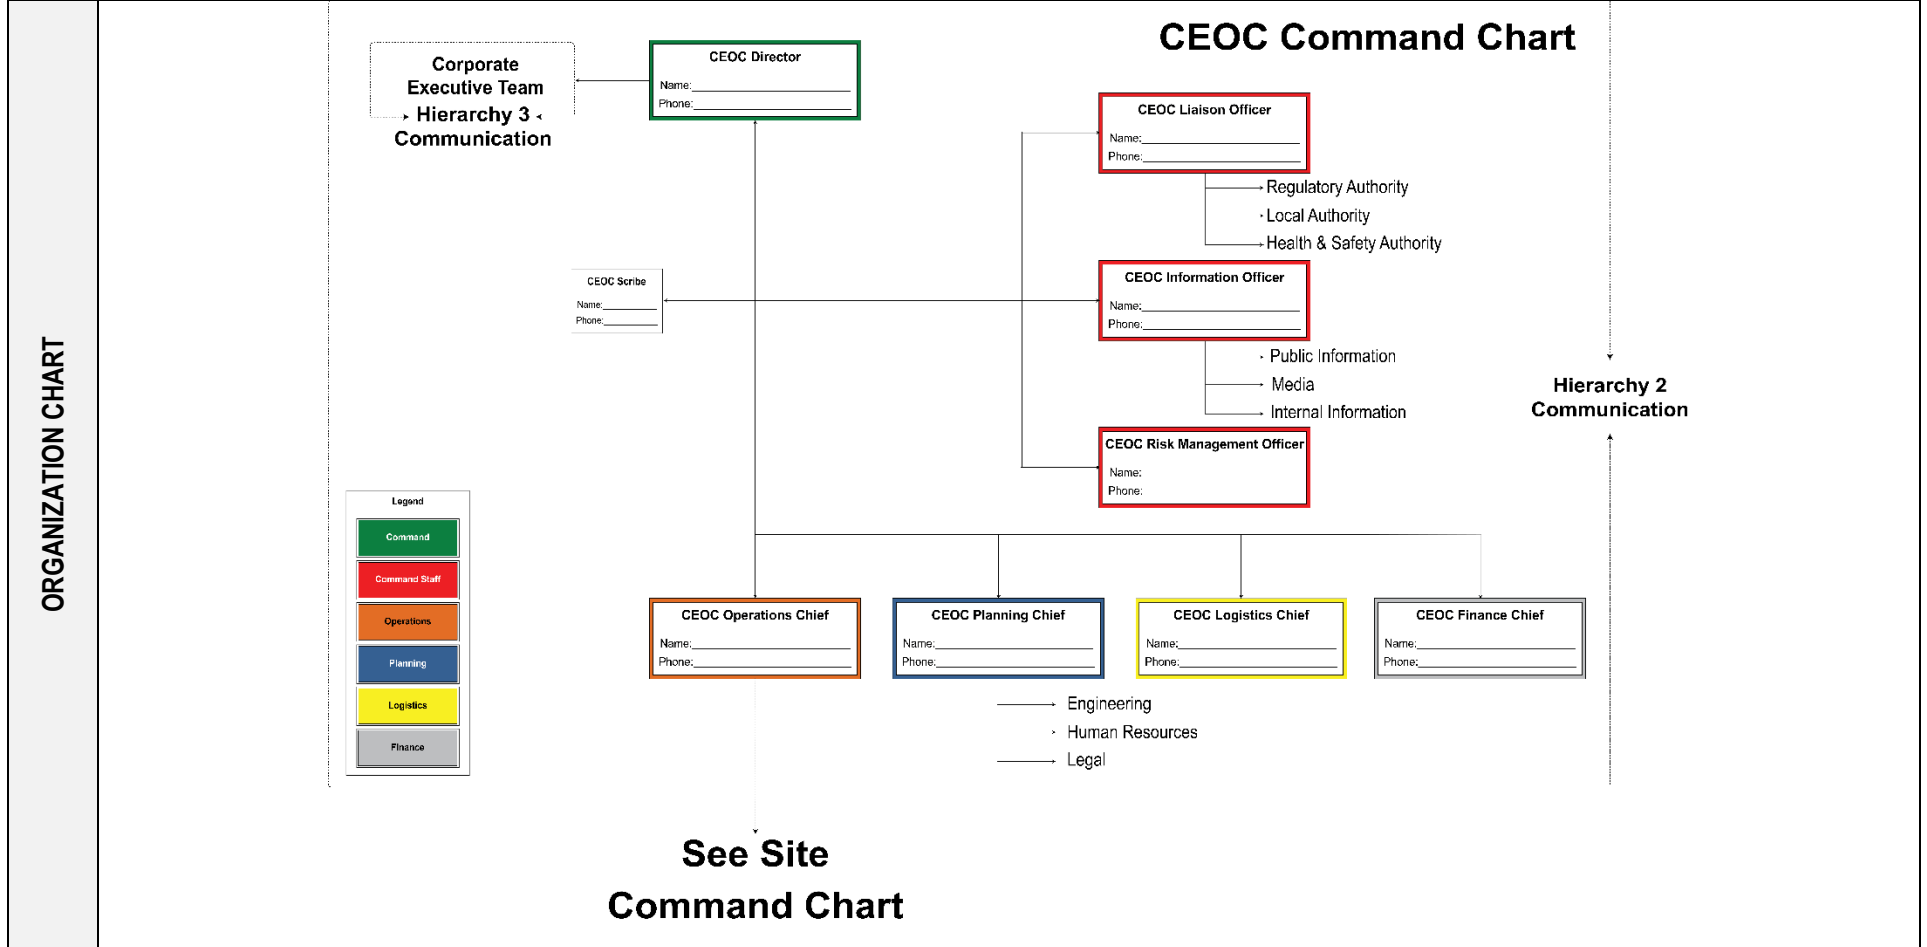 ORGANIZATION CHART
CEOC Command Chart
Corporate
Executive Team
Hierarchy 3
Communication
CEOC Director
Name:
Phone:
CEOC Liaison Officer
Name:
Phone:
Regulatory Authority
Local Authority
Health & Safety Authority
CEOC Scribe
Name:
Phone:
CEOC Information Officer
Name:
Phone:
Public Information
Media
Internal Information
Hierarchy 2
Communication
CEOC Risk Management Officer
Name:
Phone:
Legend
Command
Command Staff
Operations
Planning
Logistics
Finance
CEOC Operations Chief
Name:
Phone:
CEOC Planning Chief
Name:
Phone:
CEOC Logistics Chief
Name:
Phone:
CEOC Finance Chief
Name:
Phone:
Engineering
Human Resources
Legal
See Site
Command Chart